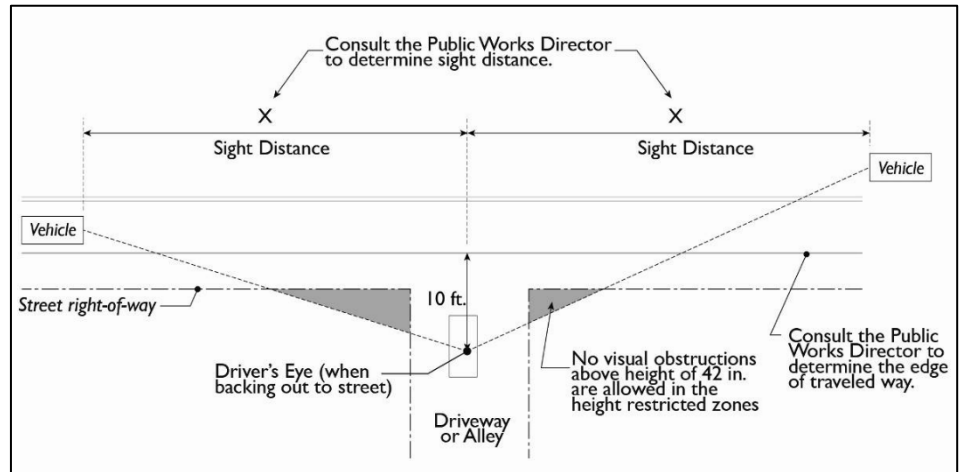 Consult the Public Works Director
to determine sight distance.
X
X
Sight Distance
Sight Distance
Vehicle
Vehicle
Street right-of-way
10 ft.
Driver's Eye (when
backing out to street)
No visual obstructions
above height of 42 in.
are allowed in the
height restricted zones
Consult the Public
Works Director to
determine the edge
of traveled way.
Driveway
or Alley